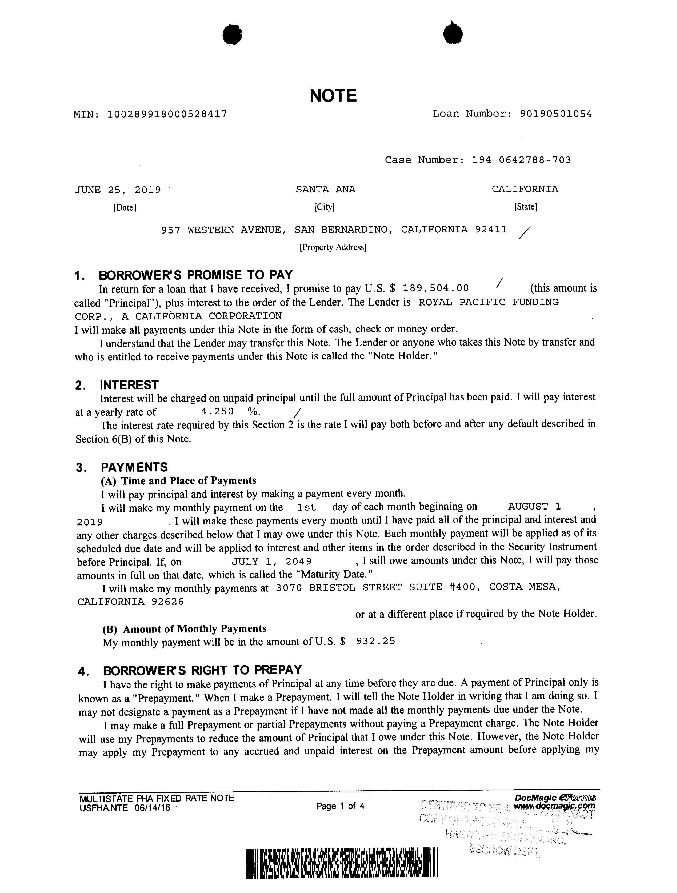 NOTE
MIN: 100289918000528417 Loan Number: 90190501054
Case Number: 194-0642788-703
JUNE 25, 2019 SANTA ANA CALIFORNIA
[Date] [City] [State]
957 WESTERN AVENUE, SAN BERNARDINO, CALIFORNIA 92411
[Property Address]
1. BORROWER'S PROMISE TO PAY
In return for a loan that I have received, I promise to pay U.S. $ 189,504.00 (this amount is
called "Principal"), plus interest to the order of the Lender. The Lender is ROYAL PACIFIC FUNDING
CORP., A CALIFORNIA CORPORATION .
I will make all payments under this Note in the form of cash, check or money order.
I understand that the Lender may transfer this Note. The Lender or anyone who takes this Note by transfer and
who is entitled to receive payments under this Note is called the "Note Holder."
2. INTEREST
Interest will be charged on unpaid principal until the full amount of Principal has been paid. I will pay interest
at a yearly rate of 4.250 %.
The interest rate required by this Section 2 is the rate I will pay both before and after any default described in
Section 6(B) of this Note.
3. PAYMENTS
(A) Time and Place of Payments
I will pay principal and interest by making a payment every month.
I will make my monthly payment on the 1st day of each month beginning on AUGUST 1 ,
2019 . I will make these payments every month until I have paid all of the principal and interest and
any other charges described below that I may owe under this Note. Each monthly payment will be applied as of its
scheduled due date and will be applied to interest and other items in the order described in the Security Instrument
before Principal. If, on JULY 1, 2049 , I still owe amounts under this Note, I will pay those
amounts in full on that date, which is called the "Maturity Date."
I will make my monthly payments at 3070 BRISTOL STREET SUITE #400, COSTA MESA,
CALIFORNIA 92626
or at a different place if required by the Note Holder.
(B) Amount of Monthly Payments
My monthly payment will be in the amount of U.S. $ 932.25 .
4. BORROWER'S RIGHT TO PREPAY
I have the right to make payments of Principal at any time before they are due. A payment of Principal only is
known as a "Prepayment." When I make a Prepayment, I will tell the Note Holder in writing that I am doing so. I
may not designate a payment as a Prepayment if I have not made all the monthly payments due under the Note.
I may make a full Prepayment or partial Prepayments without paying a Prepayment charge. The Note Holder
will use my Prepayments to reduce the amount of Principal that I owe under this Note. However, the Note Holder
may apply my Prepayment to any accrued and unpaid interest on the Prepayment amount before applying my
MULTISTATE FHA FIXED RATE NOTE DocMagic
USFHA.NTE 06/14/16 Page 1 of 4 www.docmagic.com